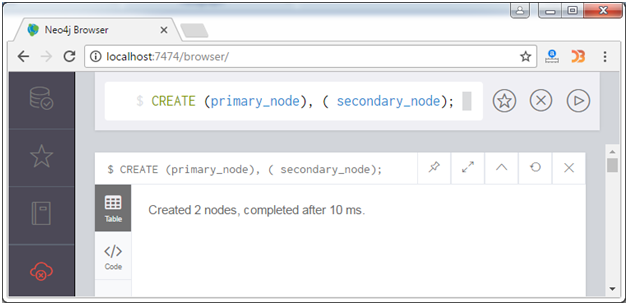 Neo4j Browser
localhost:7474/browser/
$ CREATE (primary_node), ( secondary_node);
$ CREATE (primary_node), ( secondary_node);
Table
Created 2 nodes, completed after 10 ms.
</>
Code